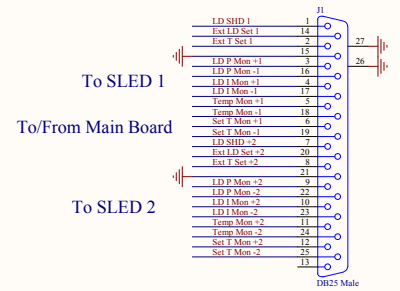 J1
LD SHD 1 1
Ext LD Set 1 14
Ext T Set 1 2
15
LD P Mon +1 3
LD P Mon -1 16
LD I Mon +1 4
LD I Mon -1 17
Temp Mon +1 5
Temp Mon -1 18
Set T Mon +1 6
Set T Mon -1 19
LD SHD +2 7
Ext LD Set +2 20
Ext T Set +2 8
21
LD P Mon +2 9
LD P Mon -2 22
LD I Mon +2 10
LD I Mon -2 23
Temp Mon +2 11
Temp Mon -2 24
Set T Mon +2 12
Set T Mon -2 25
13
27
26
To SLED 1
To/From Main Board
To SLED 2
DB25 Male